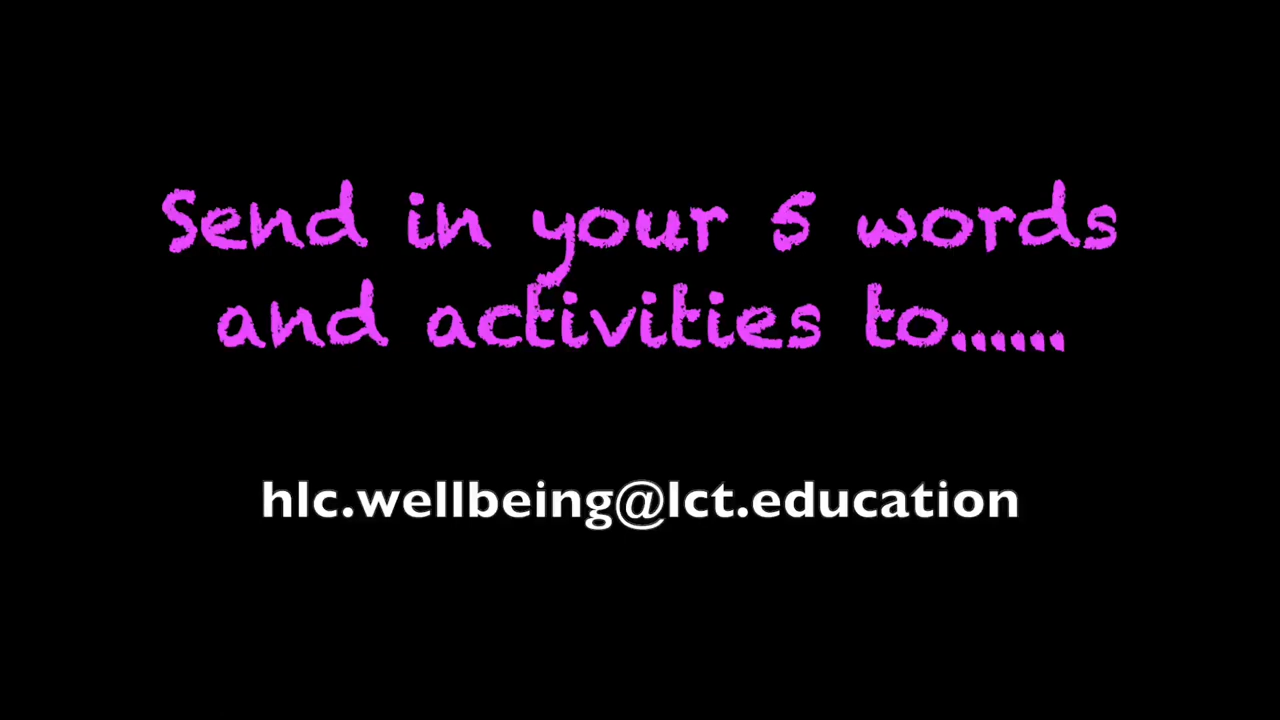 Send in your 5 words
and activities to,,,,,,
hlc.wellbeing@lct.education